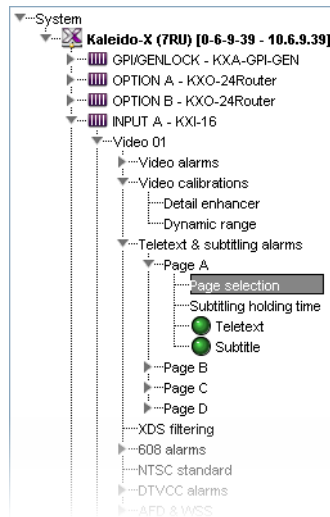 System
Kaleido-X (7RU) [0-6-9-39 - 10.6.9.39]
GPI/GENLOCK - KXA-GPI-GEN
OPTION A - KXO-24Router
OPTION B - KXO-24Router
INPUT A - KXI-16
Video 01
Video alarms
Video calibrations
Detail enhancer
Dynamic range
Teletext & subtitling alarms
Page A
Page selection
Subtitling holding time
Teletext
Subtitle
Page B
Page C
Page D
XDS filtering
608 alarms
NTSC standard
DTVCC alarms
AFD & WSS